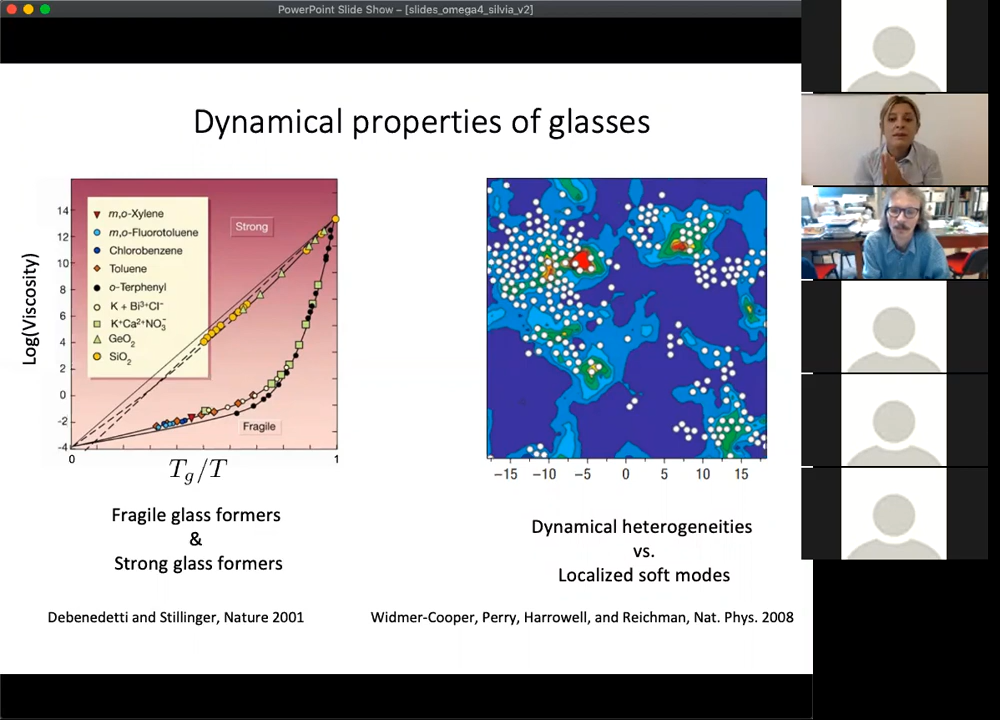 PowerPoint Slide Show – [slides_omega4_silvia_v2]
Dynamical properties of glasses
Log(Viscosity)
14
12
10
8
6
4
2
0
−2
−4
m,o-Xylene
m,o-Fluorotoluene
Chlorobenzene
Toluene
o-Terphenyl
K + Bi³⁺Cl⁻
K⁺Ca²⁺NO₃⁻
GeO₂
SiO₂
Strong
Fragile
0
1
T_g/T
−15
−10
−5
0
5
10
15
Fragile glass formers
&
Strong glass formers
Dynamical heterogeneities
vs.
Localized soft modes
Debenedetti and Stillinger, Nature 2001
Widmer-Cooper, Perry, Harrowell, and Reichman, Nat. Phys. 2008